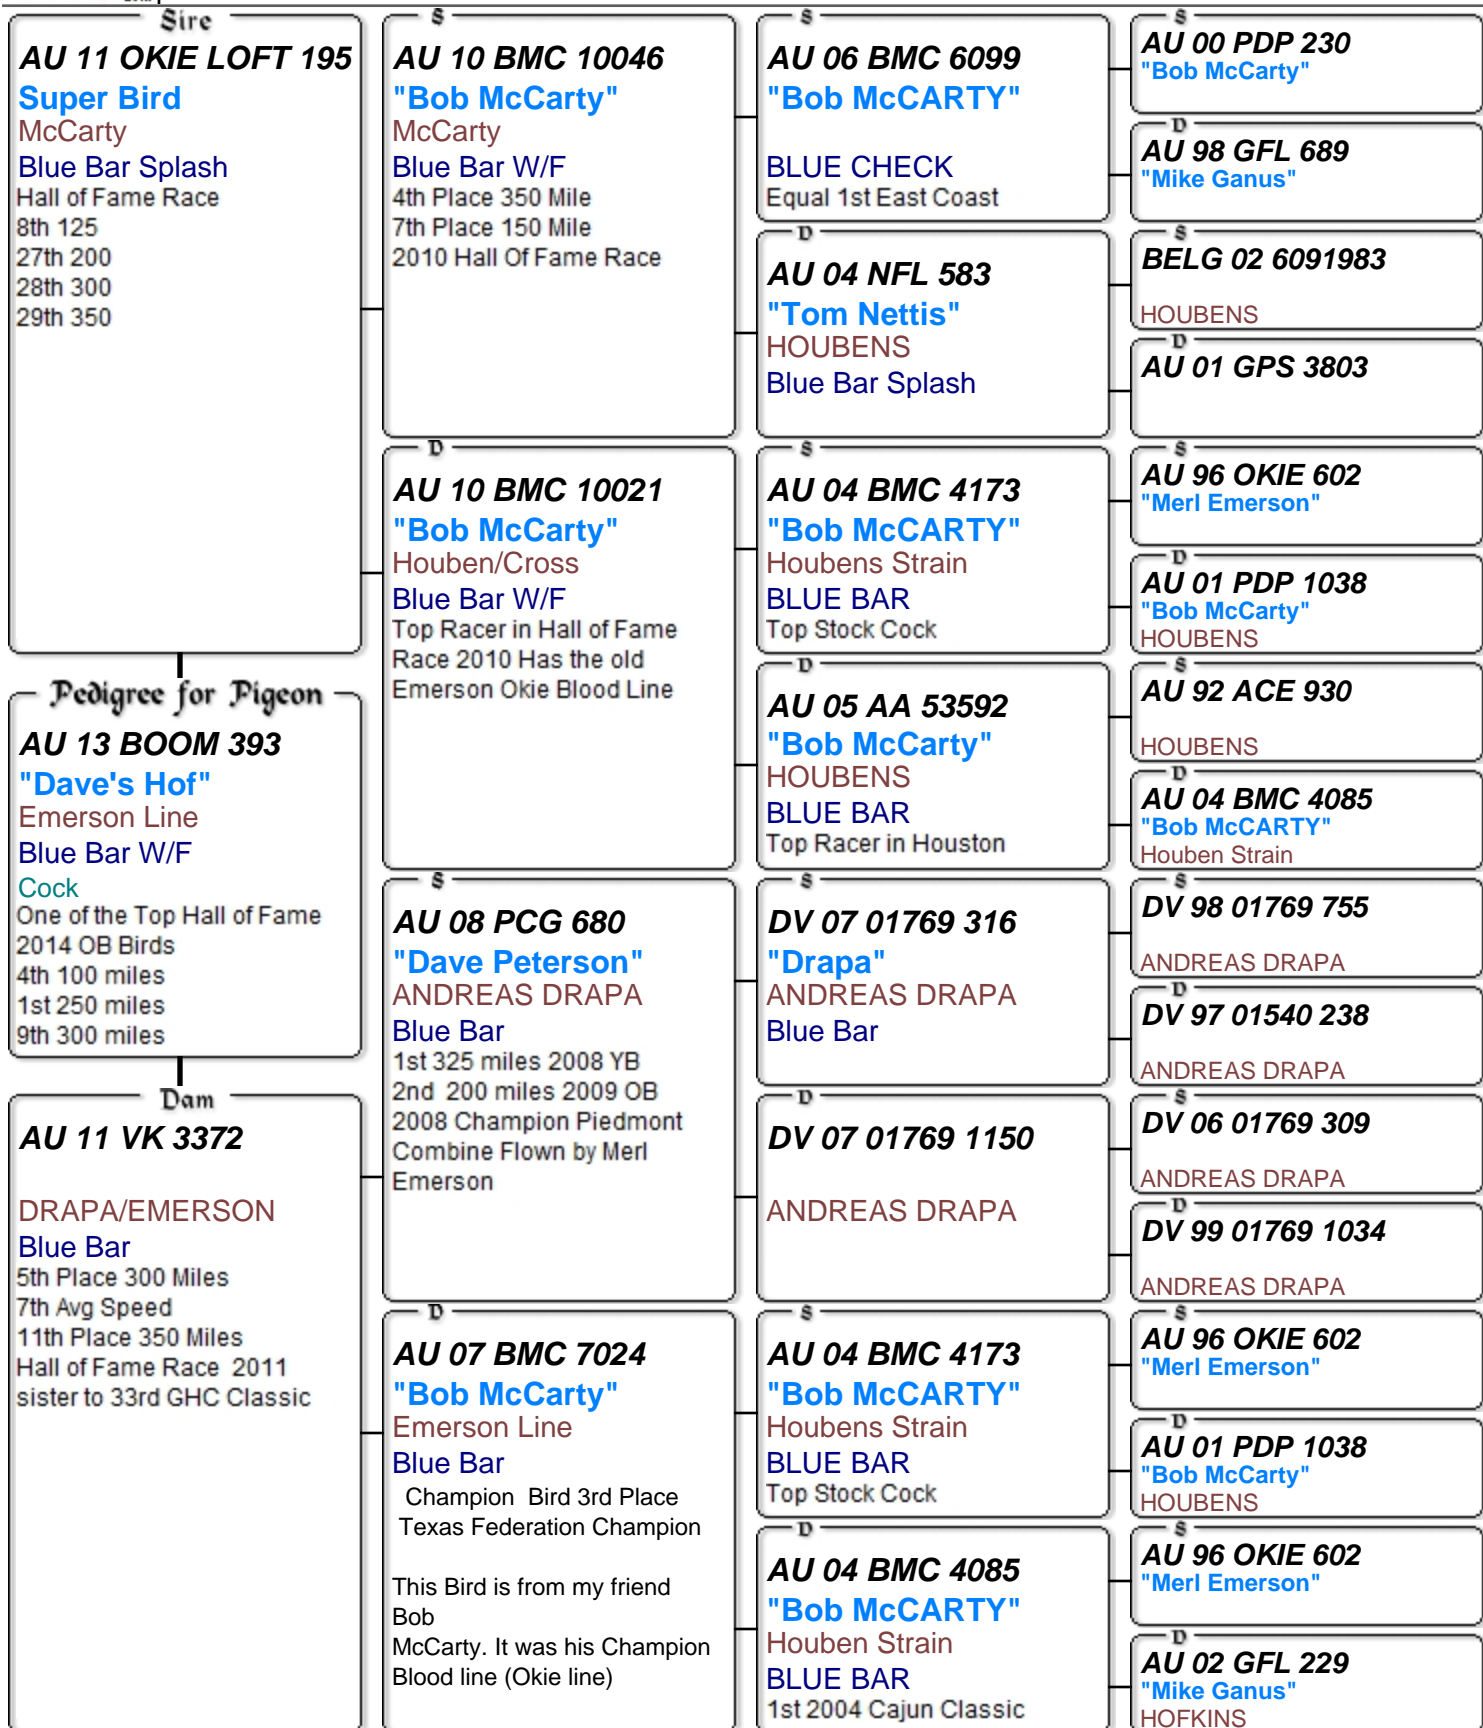 Sire
AU 11 OKIE LOFT 195
Super Bird
McCarty
Blue Bar Splash
Hall of Fame Race
8th 125
27th 200
28th 300
29th 350
Pedigree for Pigeon
AU 13 BOOM 393
"Dave's Hof"
Emerson Line
Blue Bar W/F
Cock
One of the Top Hall of Fame
2014 OB Birds
4th 100 miles
1st 250 miles
9th 300 miles
Dam
AU 11 VK 3372
DRAPA/EMERSON
Blue Bar
5th Place 300 Miles
7th Avg Speed
11th Place 350 Miles
Hall of Fame Race 2011
sister to 33rd GHC Classic
S
AU 10 BMC 10046
"Bob McCarty"
McCarty
Blue Bar W/F
4th Place 350 Mile
7th Place 150 Mile
2010 Hall Of Fame Race
D
AU 10 BMC 10021
"Bob McCarty"
Houben/Cross
Blue Bar W/F
Top Racer in Hall of Fame
Race 2010 Has the old
Emerson Okie Blood Line
S
AU 08 PCG 680
"Dave Peterson"
ANDREAS DRAPA
Blue Bar
1st 325 miles 2008 YB
2nd 200 miles 2009 OB
2008 Champion Piedmont
Combine Flown by Merl
Emerson
D
AU 07 BMC 7024
"Bob McCarty"
Emerson Line
Blue Bar
Champion Bird 3rd Place
Texas Federation Champion
This Bird is from my friend
Bob
McCarty. It was his Champion
Blood line (Okie line)
S
AU 06 BMC 6099
"Bob McCARTY"
BLUE CHECK
Equal 1st East Coast
D
AU 04 NFL 583
"Tom Nettis"
HOUBENS
Blue Bar Splash
S
AU 04 BMC 4173
"Bob McCARTY"
Houbens Strain
BLUE BAR
Top Stock Cock
D
AU 05 AA 53592
"Bob McCarty"
HOUBENS
BLUE BAR
Top Racer in Houston
S
DV 07 01769 316
"Drapa"
ANDREAS DRAPA
Blue Bar
D
DV 07 01769 1150
ANDREAS DRAPA
S
AU 04 BMC 4173
"Bob McCARTY"
Houbens Strain
BLUE BAR
Top Stock Cock
D
AU 04 BMC 4085
"Bob McCARTY"
Houben Strain
BLUE BAR
1st 2004 Cajun Classic
S
AU 00 PDP 230
"Bob McCarty"
D
AU 98 GFL 689
"Mike Ganus"
S
BELG 02 6091983
HOUBENS
D
AU 01 GPS 3803
S
AU 96 OKIE 602
"Merl Emerson"
D
AU 01 PDP 1038
"Bob McCarty"
HOUBENS
S
AU 92 ACE 930
HOUBENS
D
AU 04 BMC 4085
"Bob McCARTY"
Houben Strain
S
DV 98 01769 755
ANDREAS DRAPA
D
DV 97 01540 238
ANDREAS DRAPA
S
DV 06 01769 309
ANDREAS DRAPA
D
DV 99 01769 1034
ANDREAS DRAPA
S
AU 96 OKIE 602
"Merl Emerson"
D
AU 01 PDP 1038
"Bob McCarty"
HOUBENS
S
AU 96 OKIE 602
"Merl Emerson"
D
AU 02 GFL 229
"Mike Ganus"
HOFKINS